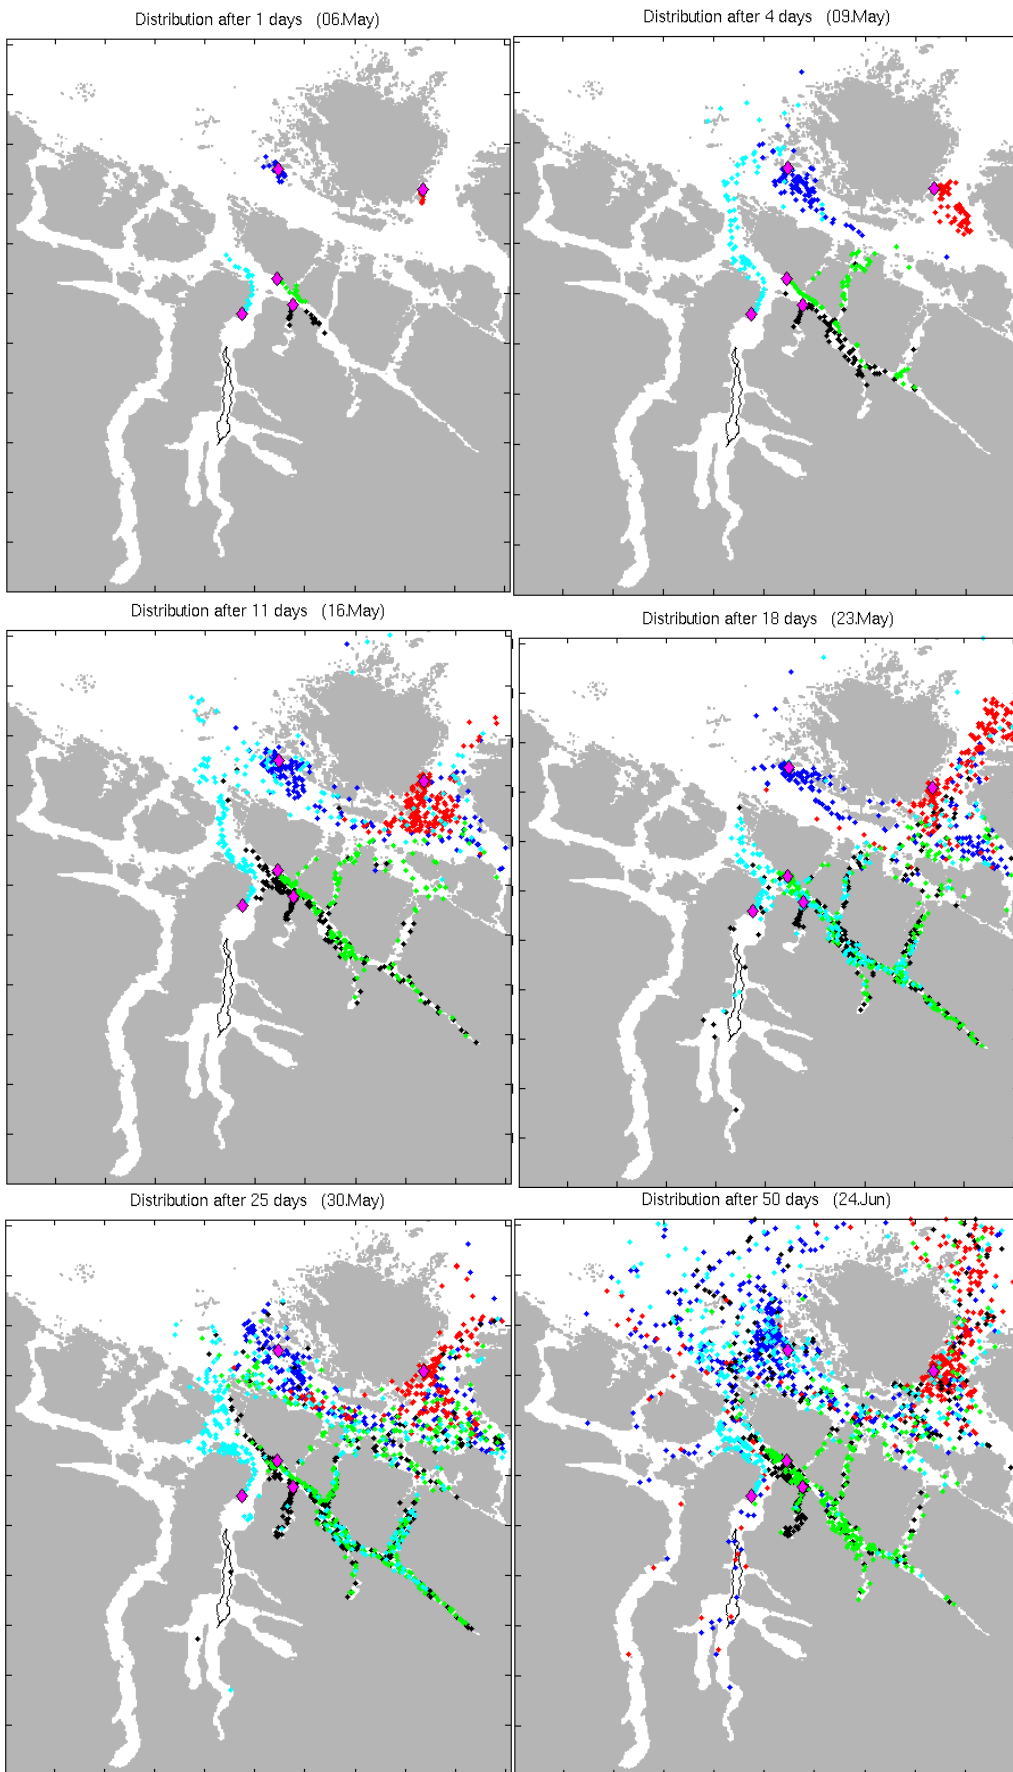 Distribution after 1 days (06.May)
Distribution after 4 days (09.May)
Distribution after 11 days (16.May)
Distribution after 18 days (23.May)
Distribution after 25 days (30.May)
Distribution after 50 days (24.Jun)